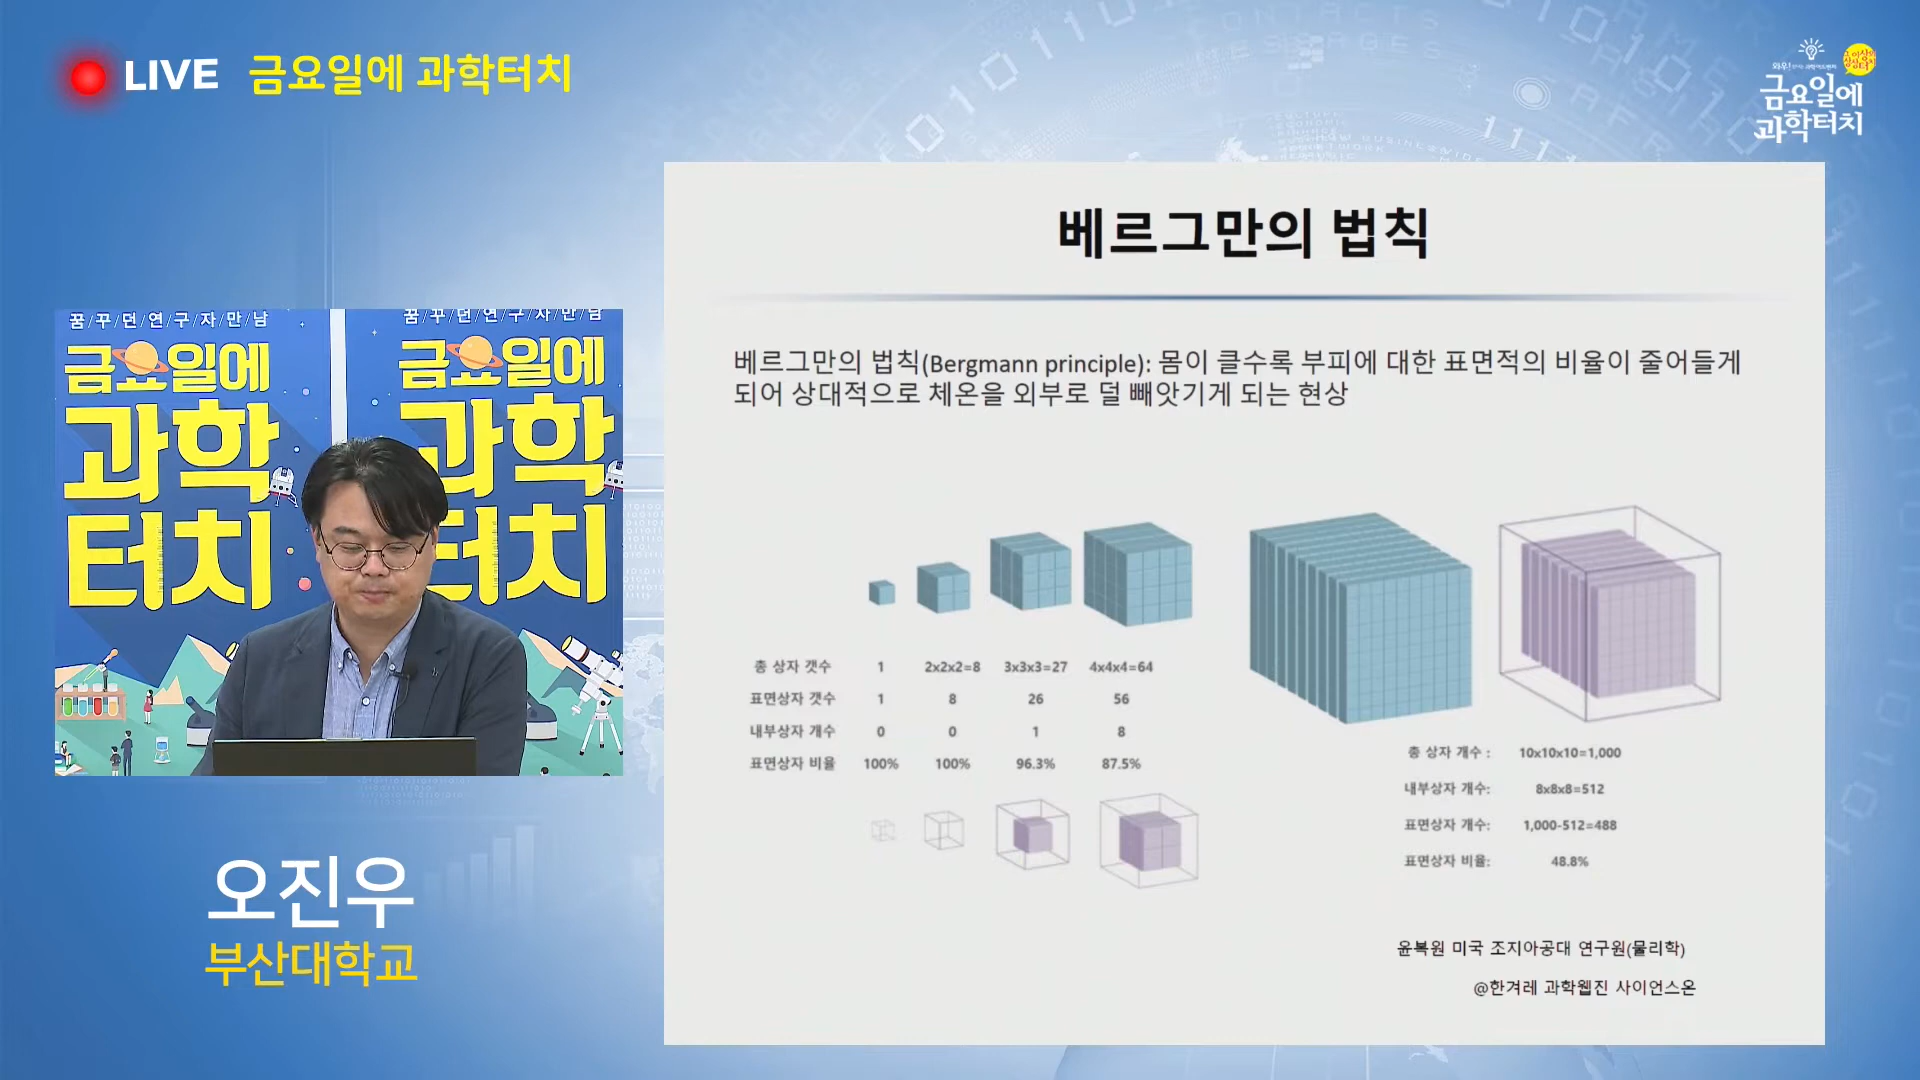 LIVE 금요일에 과학터치
금요일에
과학터치
꿈/꾸/던/연/구/자/만/남
금요일에
과학
터치
꿈/꾸/던/연/구/자/만/남
금요일에
과학
터치
오진우
부산대학교
베르그만의 법칙
베르그만의 법칙(Bergmann principle): 몸이 클수록 부피에 대한 표면적의 비율이 줄어들게
되어 상대적으로 체온을 외부로 덜 빼앗기게 되는 현상
총 상자 갯수 1 2x2x2=8 3x3x3=27 4x4x4=64
표면상자 갯수 1 8 26 56
내부상자 개수 0 0 1 8
표면상자 비율 100% 100% 96.3% 87.5%
총 상자 개수 : 10x10x10=1,000
내부상자 개수: 8x8x8=512
표면상자 개수: 1,000-512=488
표면상자 비율: 48.8%
윤복원 미국 조지아공대 연구원(물리학)
@한겨레 과학웹진 사이언스온